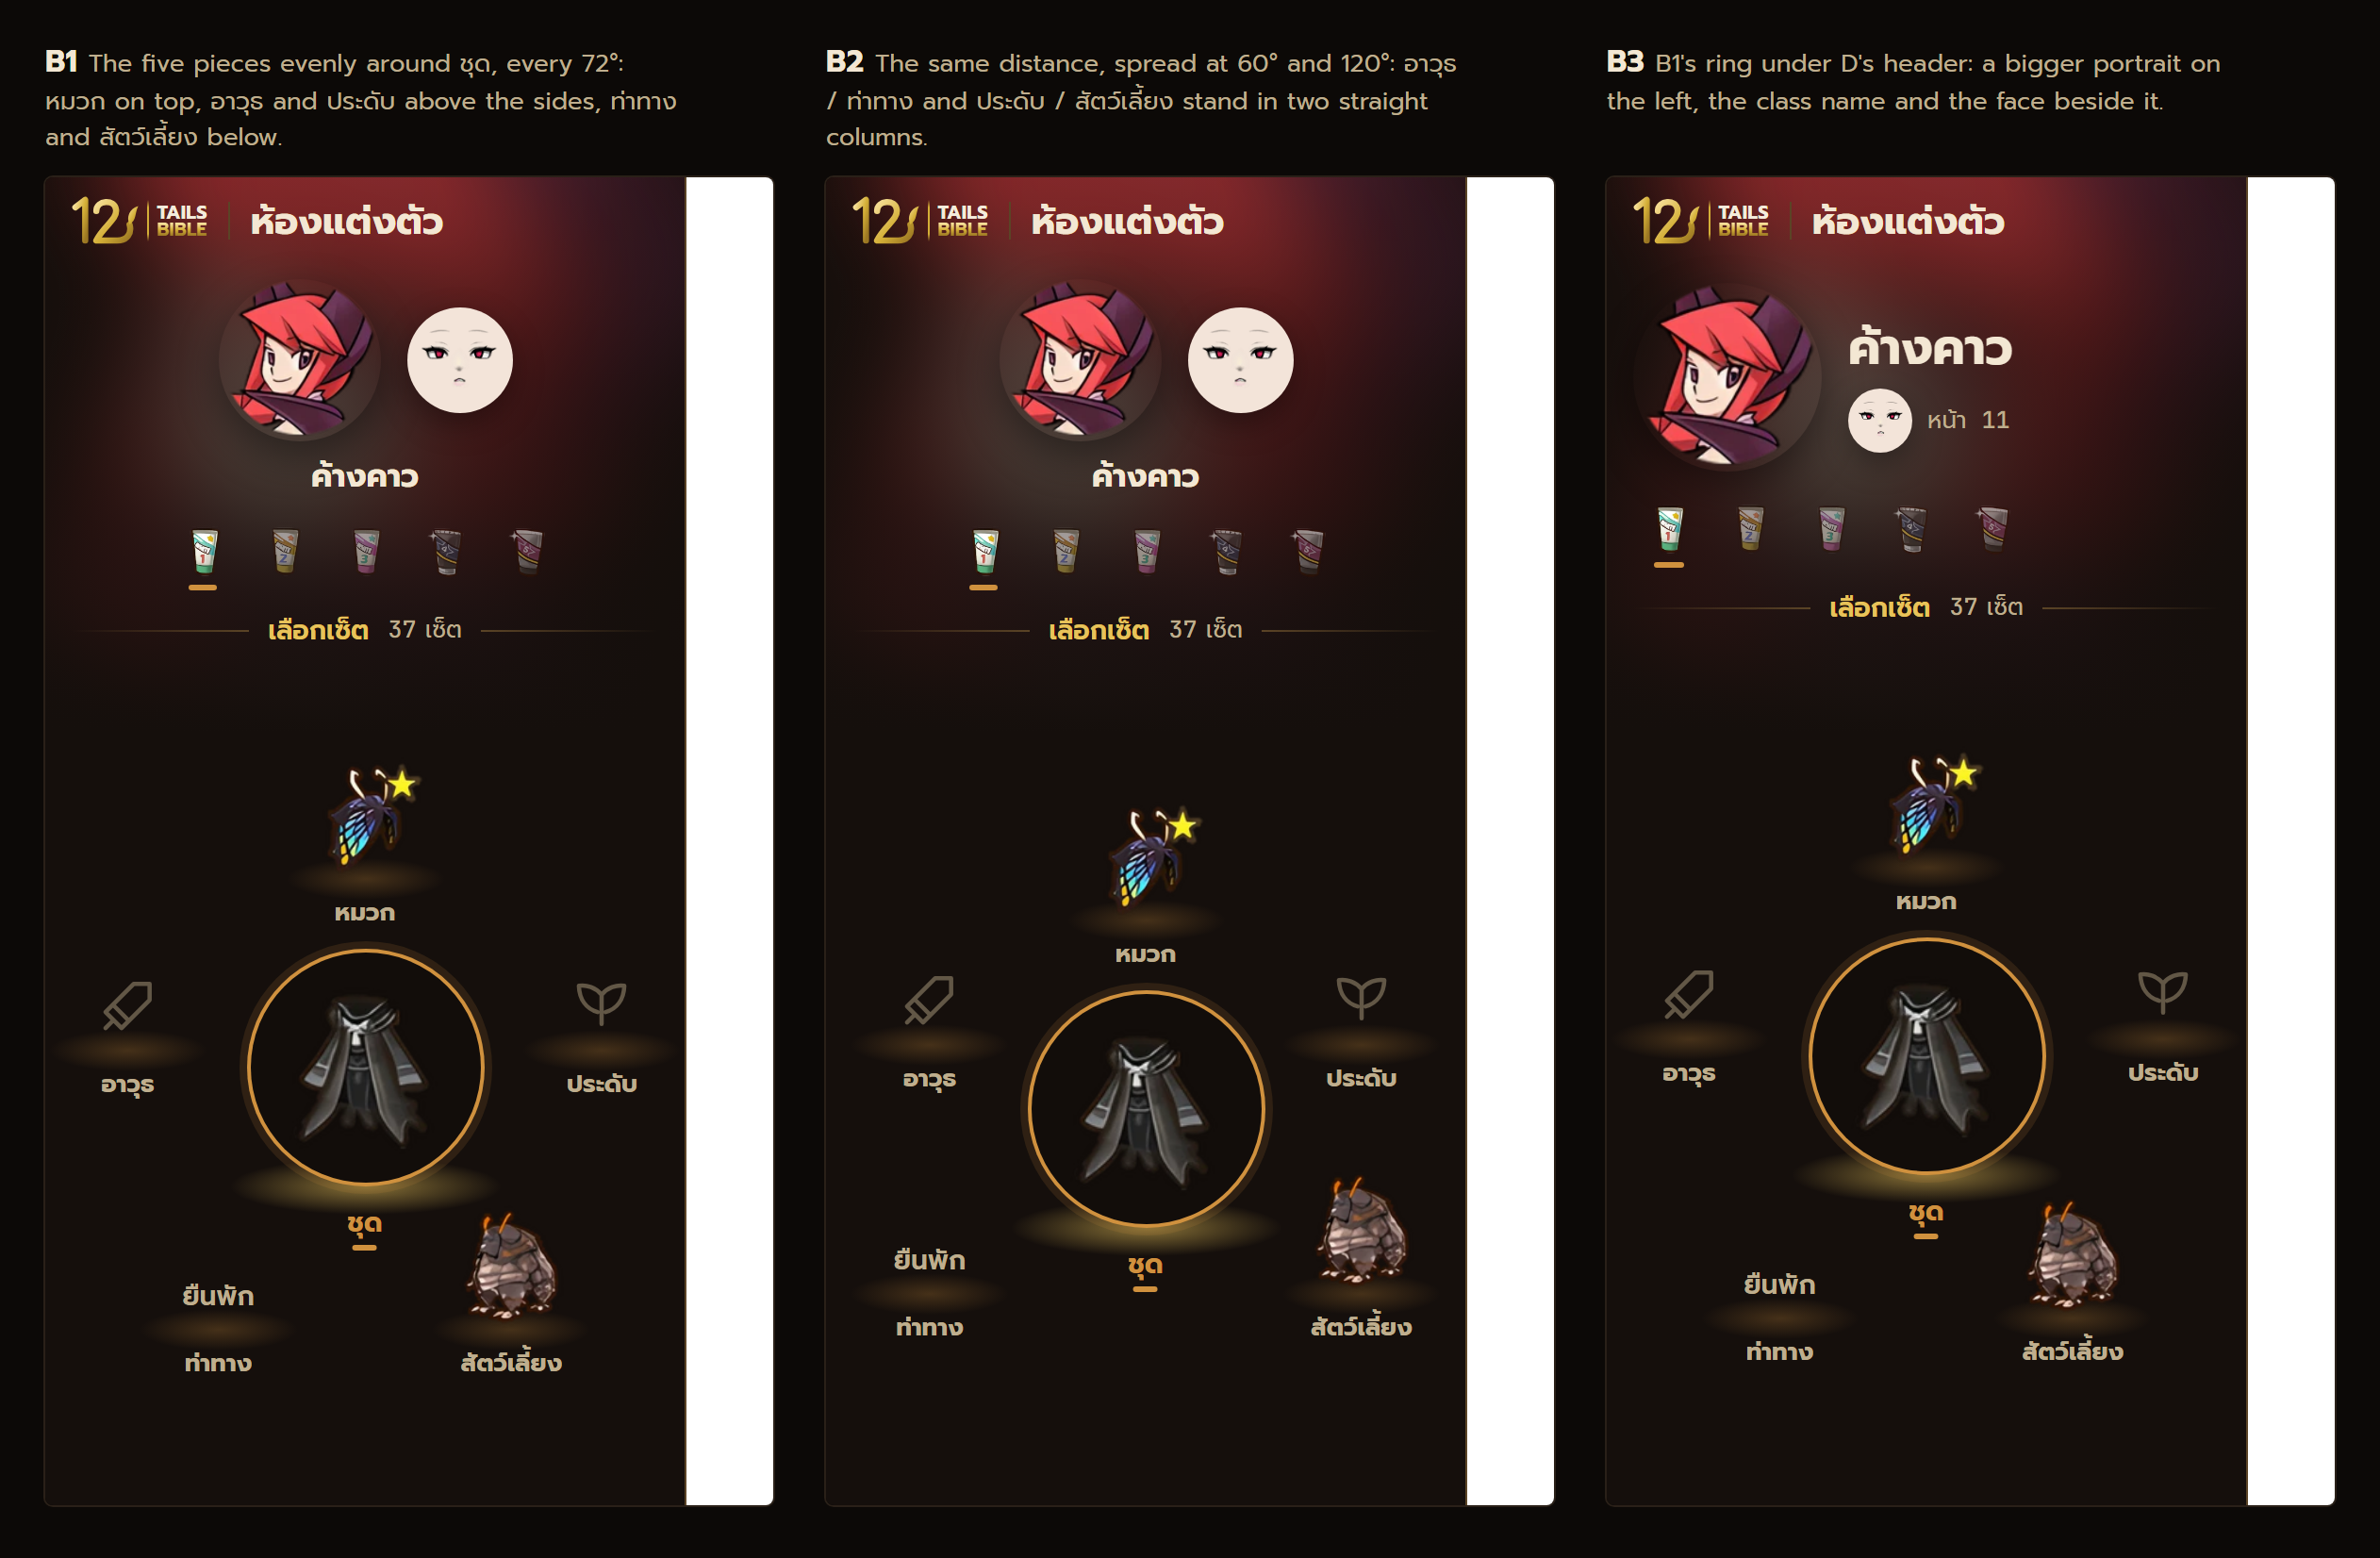 B1 The five pieces evenly around ชุด, every 72°:
หมวก on top, อาวุธ and ประดับ above the sides, ท่าทาง
and สัตว์เลี้ยง below.
12 TAILS BIBLE ห้องแต่งตัว
ค้างคาว
1 2 3
เลือกเซ็ต 37 เซ็ต
หมวก
อาวุธ
ประดับ
ชุด
ยืนพัก
ท่าทาง
สัตว์เลี้ยง
B2 The same distance, spread at 60° and 120°: อาวุธ
/ ท่าทาง and ประดับ / สัตว์เลี้ยง stand in two straight
columns.
12 TAILS BIBLE ห้องแต่งตัว
ค้างคาว
1 2 3
เลือกเซ็ต 37 เซ็ต
หมวก
อาวุธ
ประดับ
ชุด
ยืนพัก
ท่าทาง
สัตว์เลี้ยง
B3 B1's ring under D's header: a bigger portrait on
the left, the class name and the face beside it.
12 TAILS BIBLE ห้องแต่งตัว
ค้างคาว
หน้า 11
1 2 3
เลือกเซ็ต 37 เซ็ต
หมวก
อาวุธ
ประดับ
ชุด
ยืนพัก
ท่าทาง
สัตว์เลี้ยง